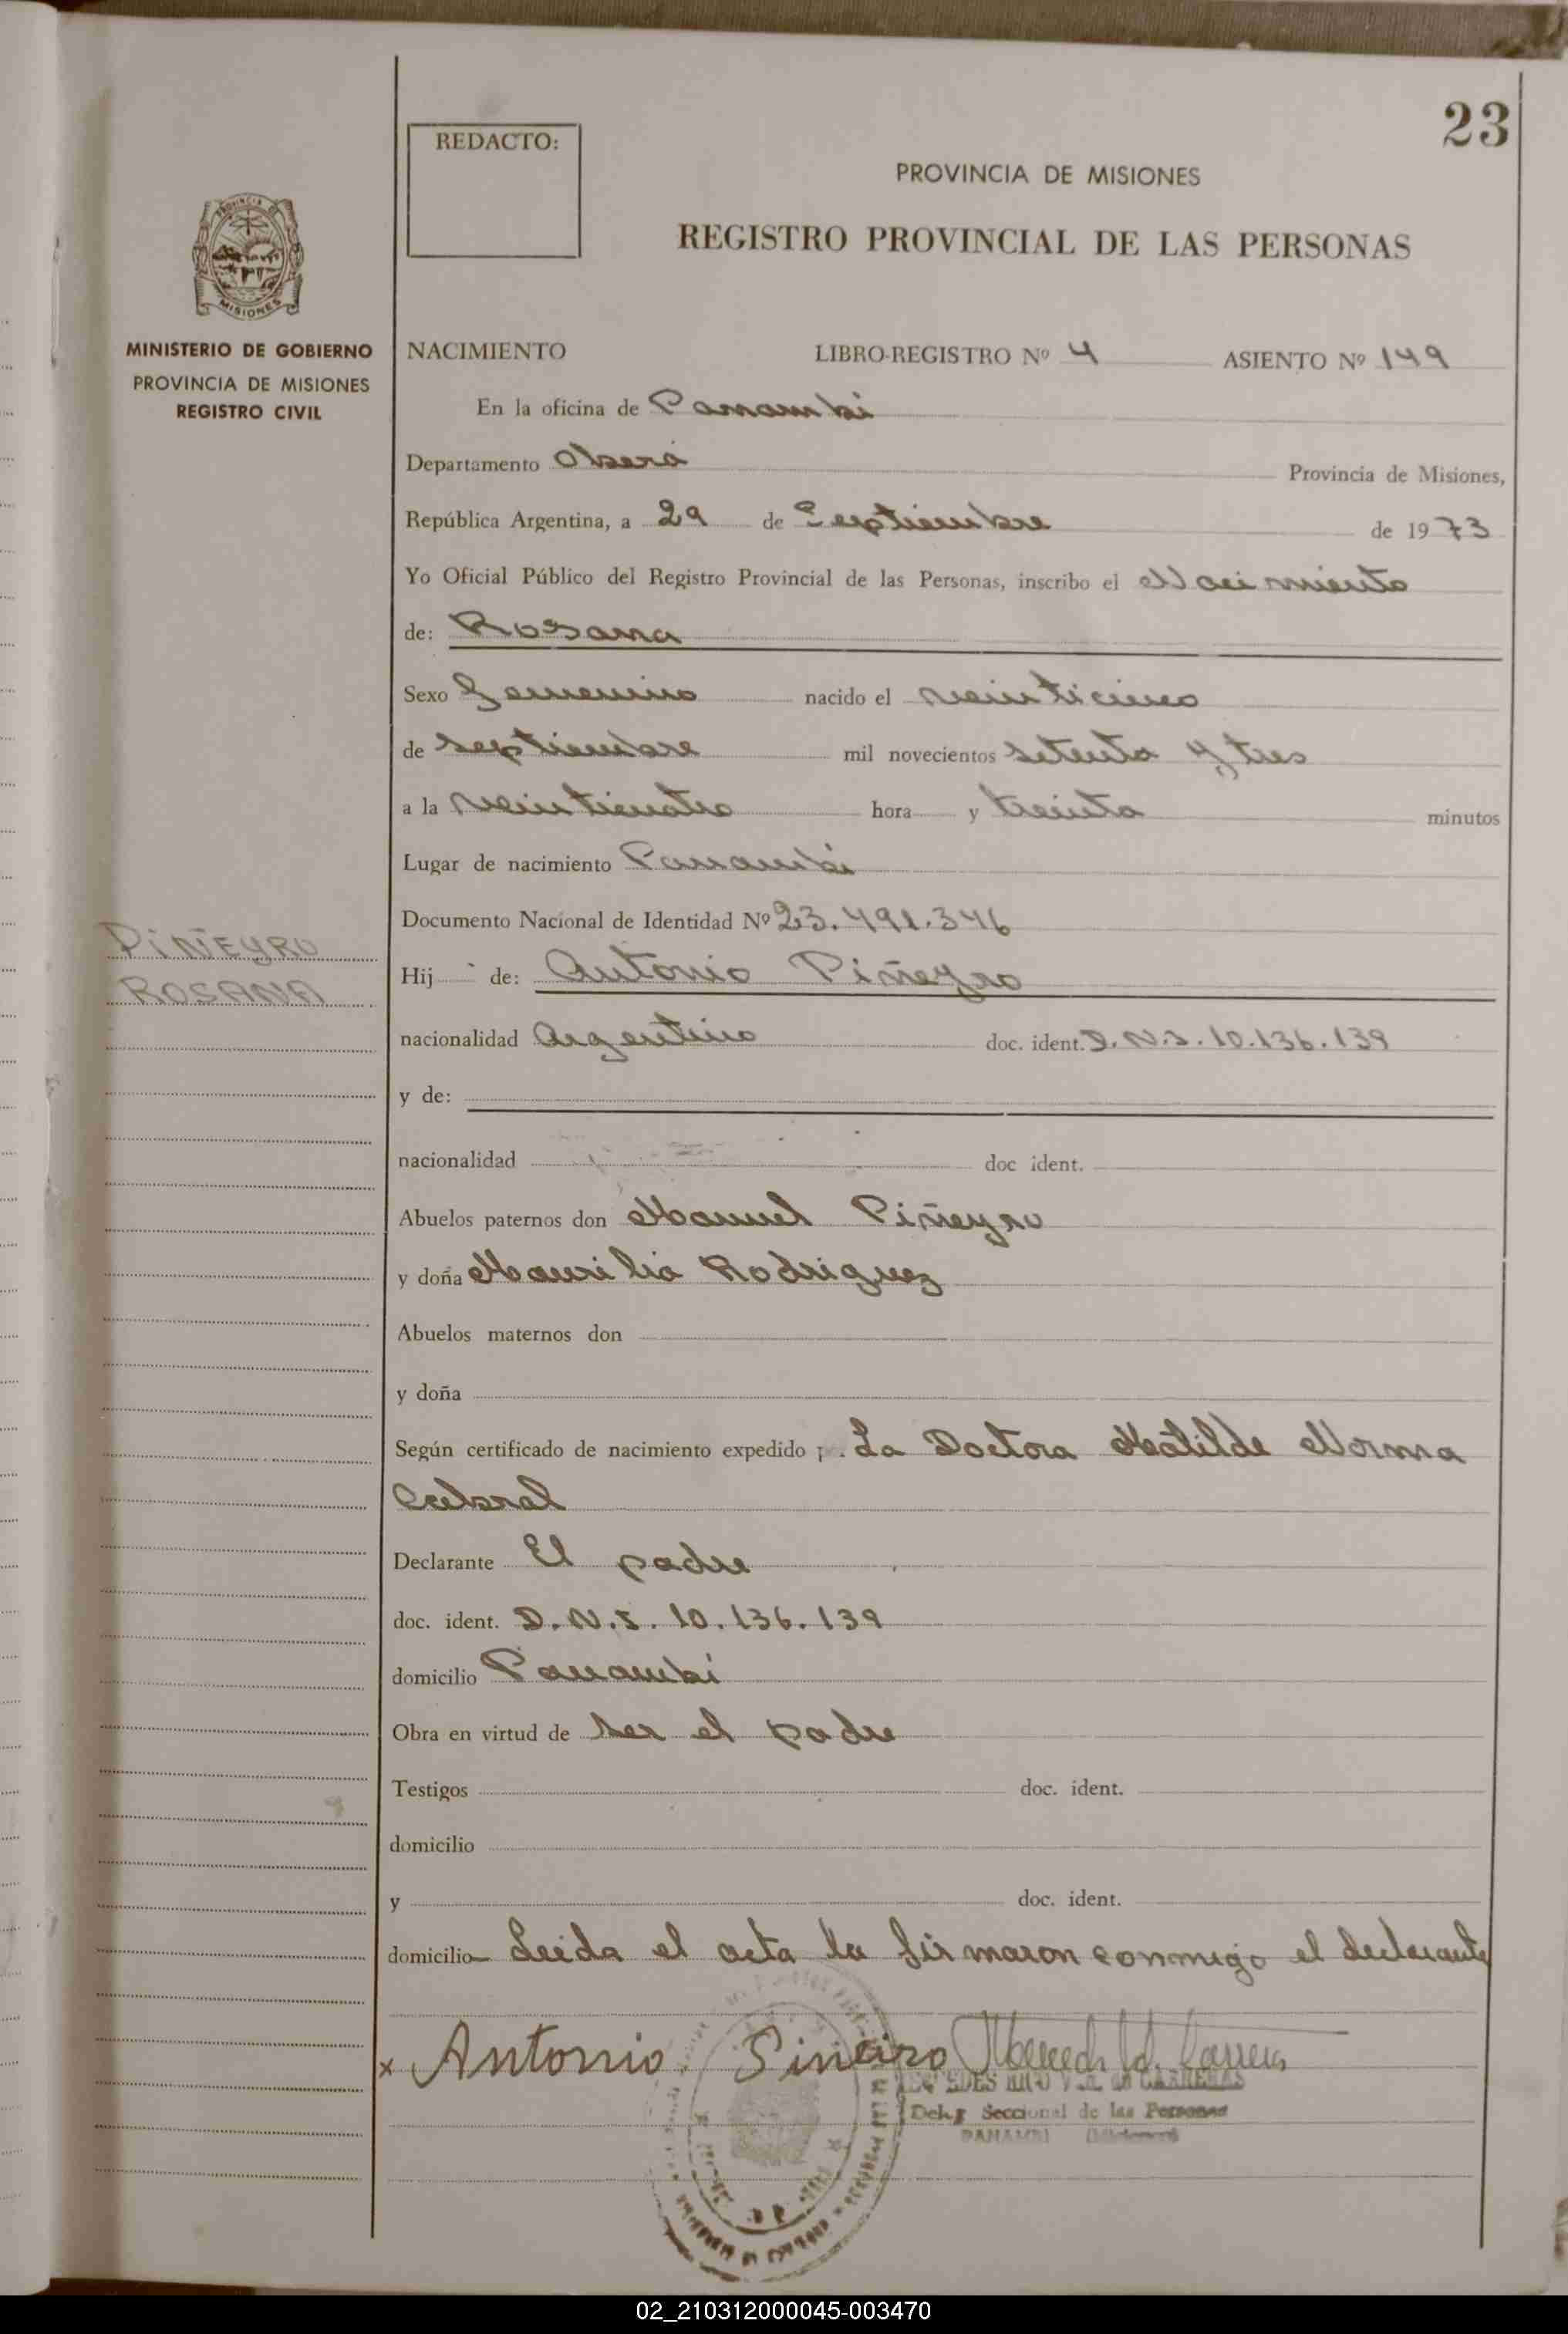 23
REDACTO:
PROVINCIA DE MISIONES
REGISTRO PROVINCIAL DE LAS PERSONAS
MISIONES
MINISTERIO DE GOBIERNO
PROVINCIA DE MISIONES
REGISTRO CIVIL
PIÑEYRO
ROSANA
NACIMIENTO LIBRO-REGISTRO Nº 4 ASIENTO Nº 149
En la oficina de Panambí
Departamento Oberá Provincia de Misiones,
República Argentina, a 29 de Septiembre de 1973
Yo Oficial Público del Registro Provincial de las Personas, inscribo el Nacimiento
de: Rosana
Sexo Femenino nacido el veinticinco
de septiembre mil novecientos setenta y tres
a la veinticuatro hora y treinta minutos
Lugar de nacimiento Panambí
Documento Nacional de Identidad Nº 23.491.346
Hij de: Antonio Piñeyro
nacionalidad Argentino doc. ident. D.N.I. 10.136.139
y de:
nacionalidad doc ident.
Abuelos paternos don Manuel Piñeyro
y doña Maurilia Rodriguez
Abuelos maternos don
y doña
Según certificado de nacimiento expedido p. La Doctora Matilde Norma
Cabral
Declarante El padre
doc. ident. D.N.I. 10.136.139
domicilio Panambí
Obra en virtud de ser el padre
Testigos doc. ident.
domicilio
y doc. ident.
domicilio Leida el acta la firmaron conmigo el declarante
x Antonio Pineiro
CARRERAS
Deleg Seccional de las Personas
PANAMBI (Misiones)
02_210312000045-003470